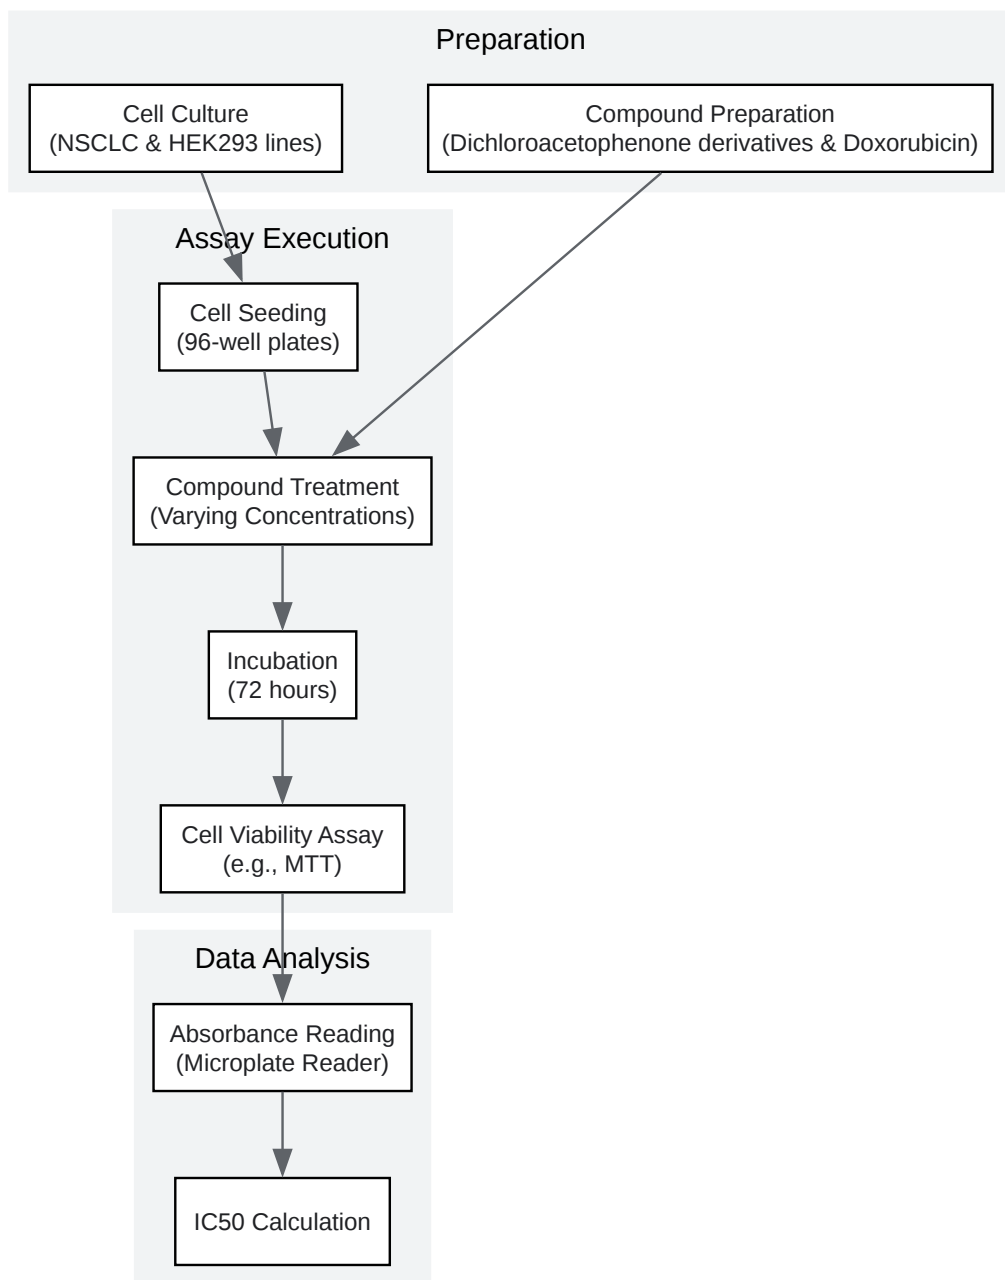 Preparation
Cell Culture
(NSCLC & HEK293 lines)
Compound Preparation
(Dichloroacetophenone derivatives & Doxorubicin)
Assay Execution
Cell Seeding
(96-well plates)
Compound Treatment
(Varying Concentrations)
Incubation
(72 hours)
Cell Viability Assay
(e.g., MTT)
Data Analysis
Absorbance Reading
(Microplate Reader)
IC50 Calculation